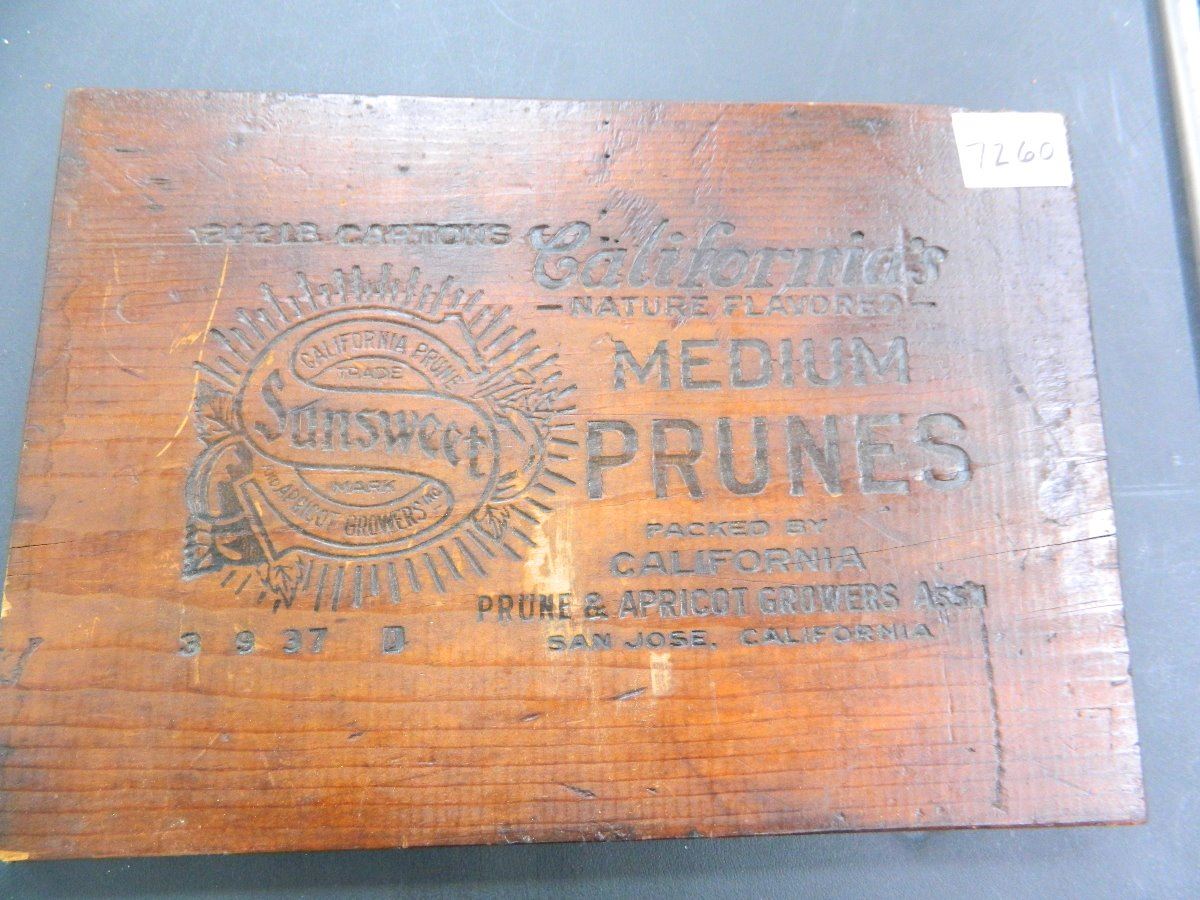 7260
24-2 LB. CARTONS
California's
—NATURE FLAVORED—
MEDIUM
PRUNES
PACKED BY
CALIFORNIA
PRUNE & APRICOT GROWERS Ass'n
SAN JOSE, CALIFORNIA
CALIFORNIA PRUNE
TRADE
Sunsweet
MARK
AND APRICOT GROWERS INC
3 9 37 D